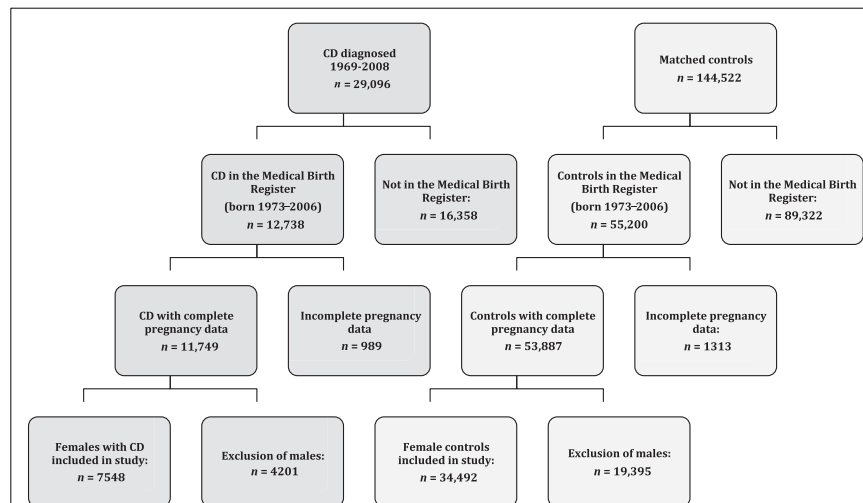 CD diagnosed
1969-2008
n = 29,096
Matched controls
n = 144,522
CD in the Medical Birth
Register
(born 1973–2006)
n = 12,738
Not in the Medical Birth
Register:
n = 16,358
Controls in the Medical
Birth Register
(born 1973–2006)
n = 55,200
Not in the Medical Birth
Register:
n = 89,322
CD with complete
pregnancy data
n = 11,749
Incomplete pregnancy
data
n = 989
Controls with complete
pregnancy data
n = 53,887
Incomplete pregnancy
data:
n = 1313
Females with CD
included in study:
n = 7548
Exclusion of males:
n = 4201
Female controls
included in study:
n = 34,492
Exclusion of males:
n = 19,395